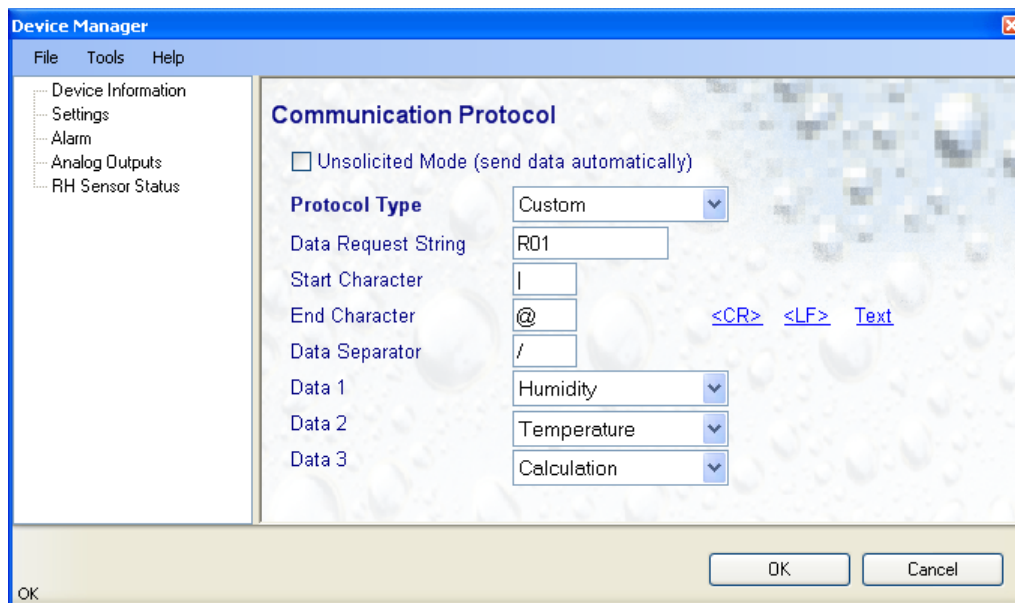 Device Manager
File Tools Help
Device Information
Settings
Alarm
Analog Outputs
RH Sensor Status
Communication Protocol
Unsolicited Mode (send data automatically)
Protocol Type Custom
Data Request String R01
Start Character |
End Character @ <CR> <LF> Text
Data Separator /
Data 1 Humidity
Data 2 Temperature
Data 3 Calculation
OK Cancel
OK